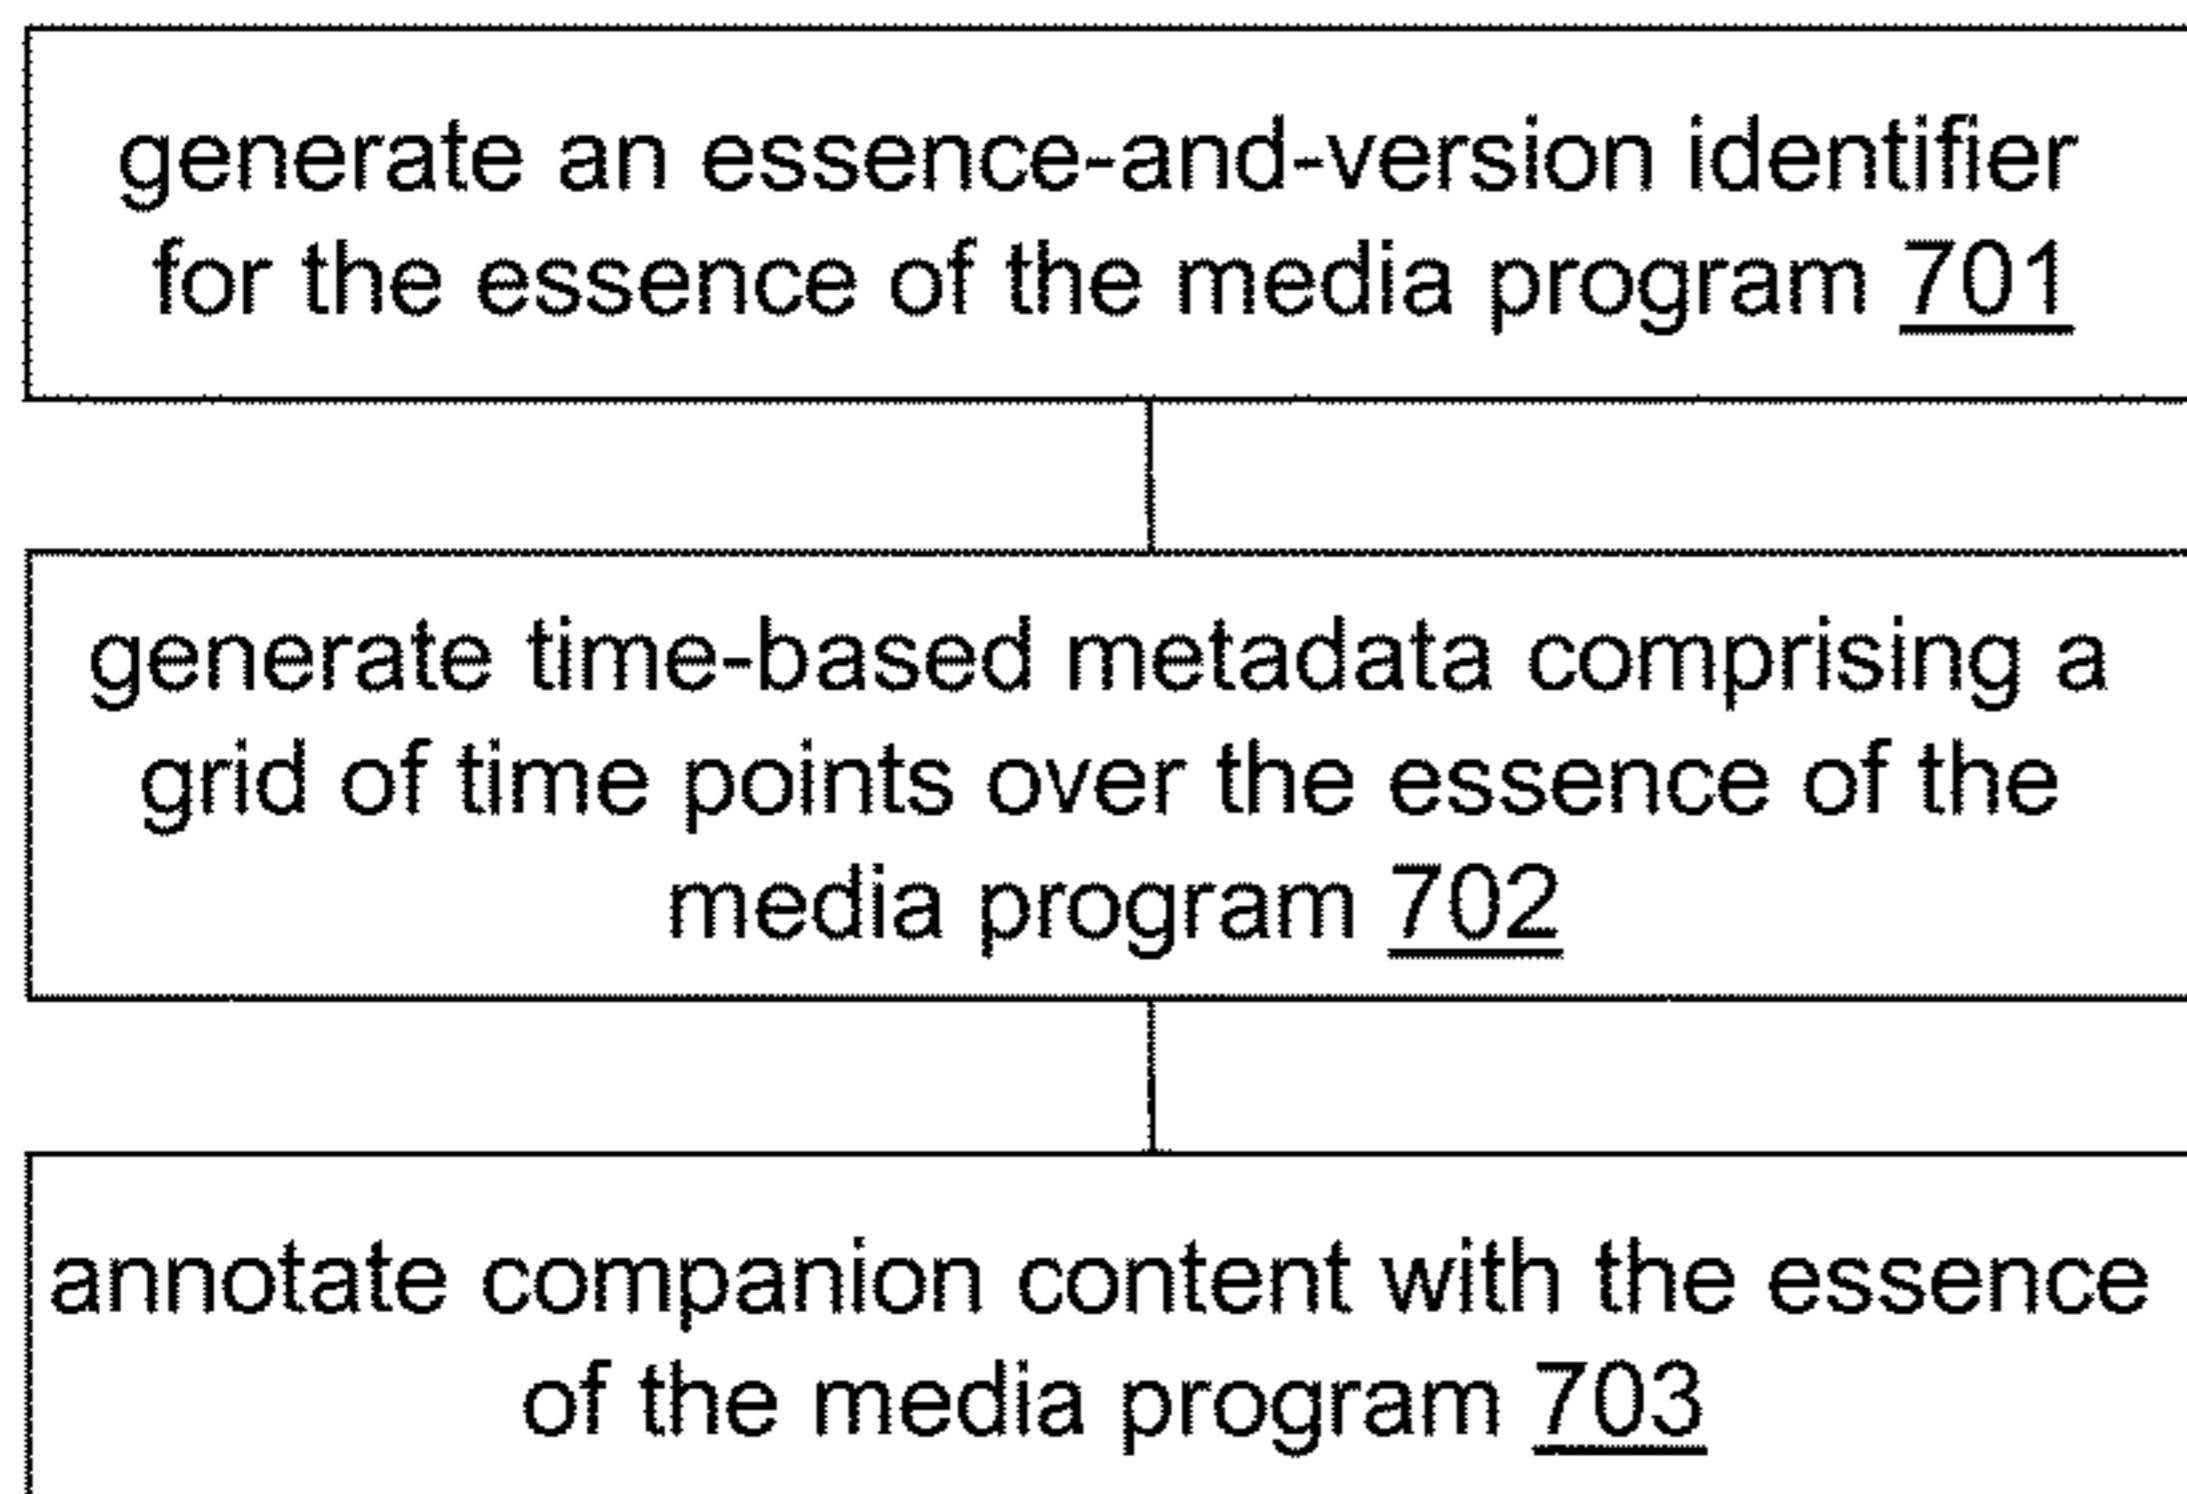 generate an essence-and-version identifier
for the essence of the media program 701
generate time-based metadata comprising a
grid of time points over the essence of the
media program 702
annotate companion content with the essence
of the media program 703